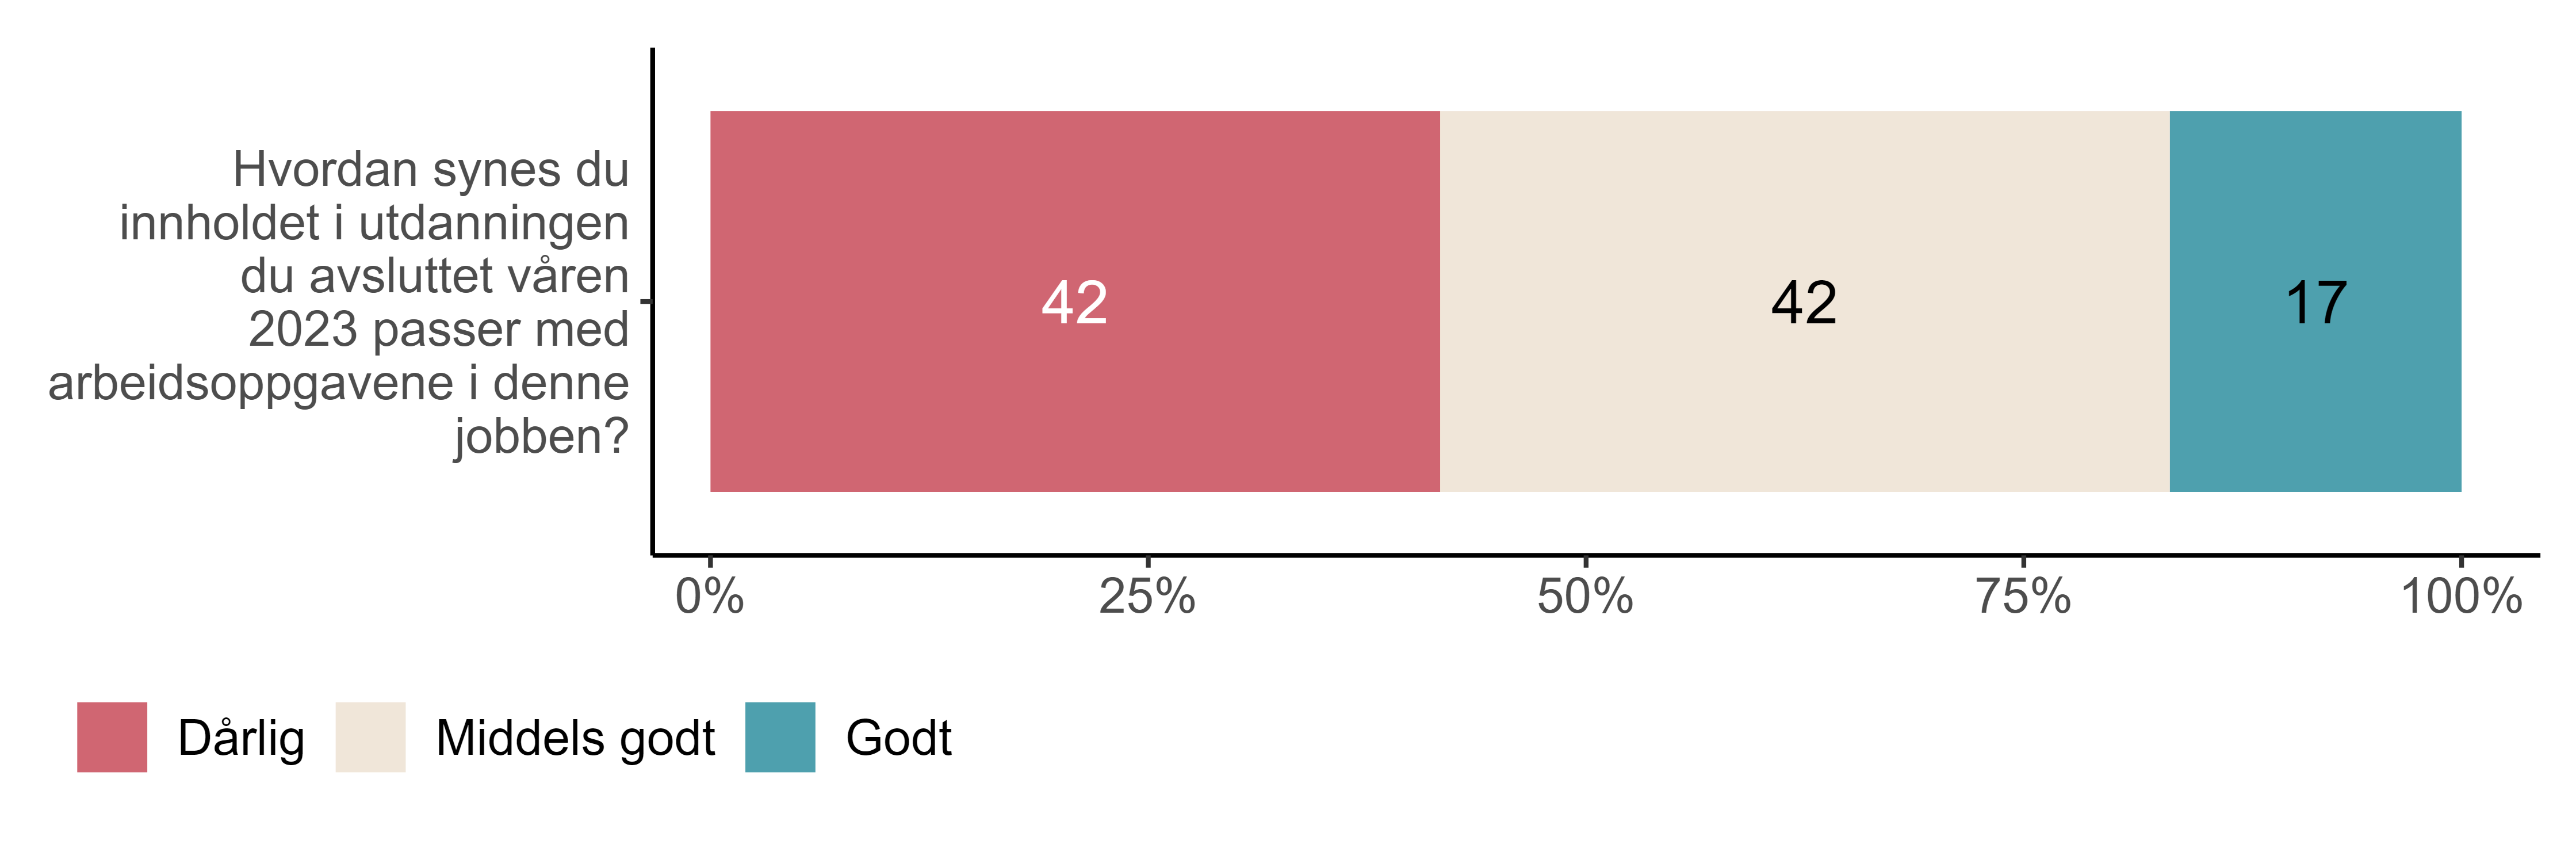 Hvordan synes du
innholdet i utdanningen
du avsluttet våren
2023 passer med
arbeidsoppgavene i denne
jobben?
42
42
17
0%
25%
50%
75%
100%
Dårlig
Middels godt
Godt